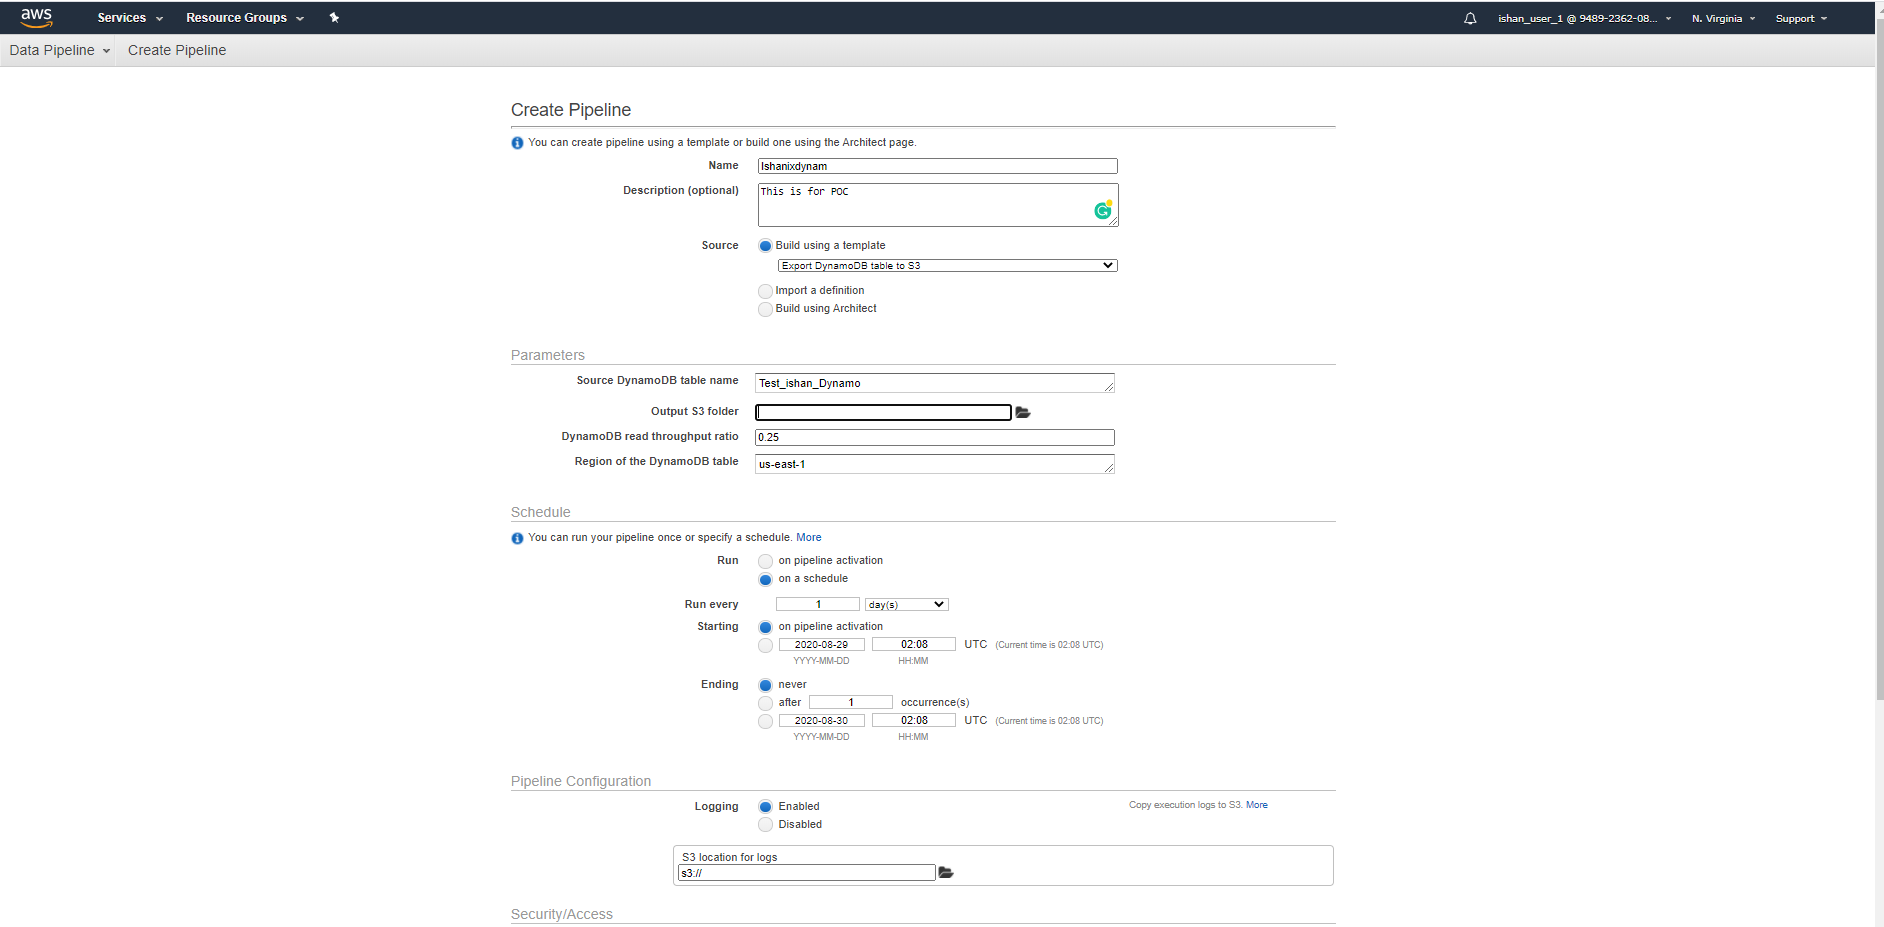 aws Services Resource Groups ishan_user_1 @ 9489-2362-08... N. Virginia Support
Data Pipeline Create Pipeline
Create Pipeline
You can create pipeline using a template or build one using the Architect page.
Name Ishanixdynam
Description (optional) This is for POC
Source Build using a template
Export DynamoDB table to S3
Import a definition
Build using Architect
Parameters
Source DynamoDB table name Test_ishan_Dynamo
Output S3 folder
DynamoDB read throughput ratio 0.25
Region of the DynamoDB table us-east-1
Schedule
You can run your pipeline once or specify a schedule. More
Run on pipeline activation
on a schedule
Run every 1 day(s)
Starting on pipeline activation
2020-08-29 02:08 UTC (Current time is 02:08 UTC)
YYYY-MM-DD HH:MM
Ending never
after 1 occurrence(s)
2020-08-30 02:08 UTC (Current time is 02:08 UTC)
YYYY-MM-DD HH:MM
Pipeline Configuration
Logging Enabled Copy execution logs to S3. More
Disabled
S3 location for logs
s3://
Security/Access